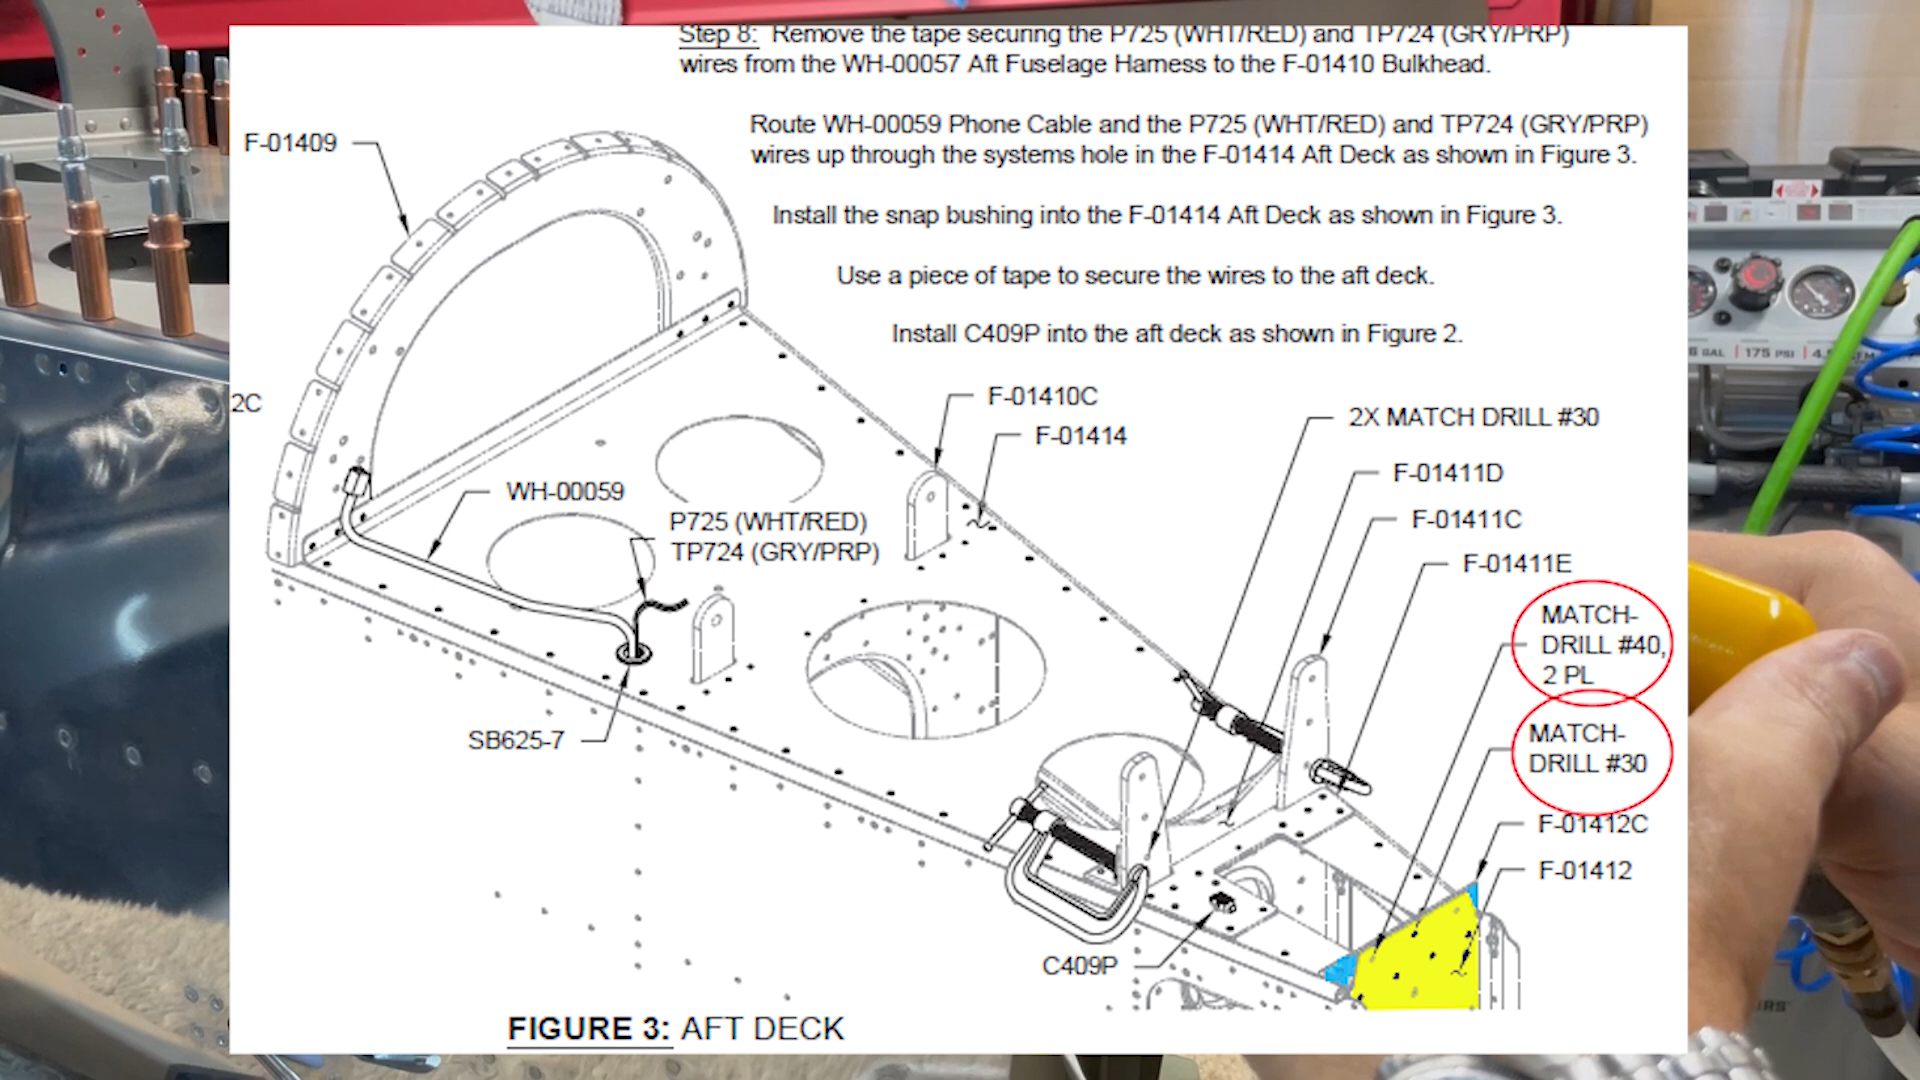 Step 8: Remove the tape securing the P725 (WHT/RED) and TP724 (GRY/PRP)
wires from the WH-00057 Aft Fuselage Harness to the F-01410 Bulkhead.
Route WH-00059 Phone Cable and the P725 (WHT/RED) and TP724 (GRY/PRP)
wires up through the systems hole in the F-01414 Aft Deck as shown in Figure 3.
Install the snap bushing into the F-01414 Aft Deck as shown in Figure 3.
Use a piece of tape to secure the wires to the aft deck.
Install C409P into the aft deck as shown in Figure 2.
F-01409
2C
F-01410C
F-01414
2X MATCH DRILL #30
F-01411D
F-01411C
F-01411E
WH-00059
P725 (WHT/RED)
TP724 (GRY/PRP)
MATCH-
DRILL #40,
2 PL
SB625-7
MATCH-
DRILL #30
F-01412C
F-01412
C409P
FIGURE 3: AFT DECK
GAL | 175 PSI | 4.